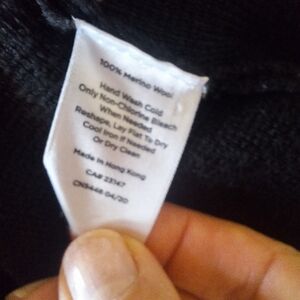 100% Merino Wool
Hand Wash Cold
Only Non-Chlorine Bleach
When Needed
Reshape, Lay Flat To Dry
Cool Iron If Needed
Or Dry Clean
Made In Hong Kong
CA# 23147
CN3448 04/20